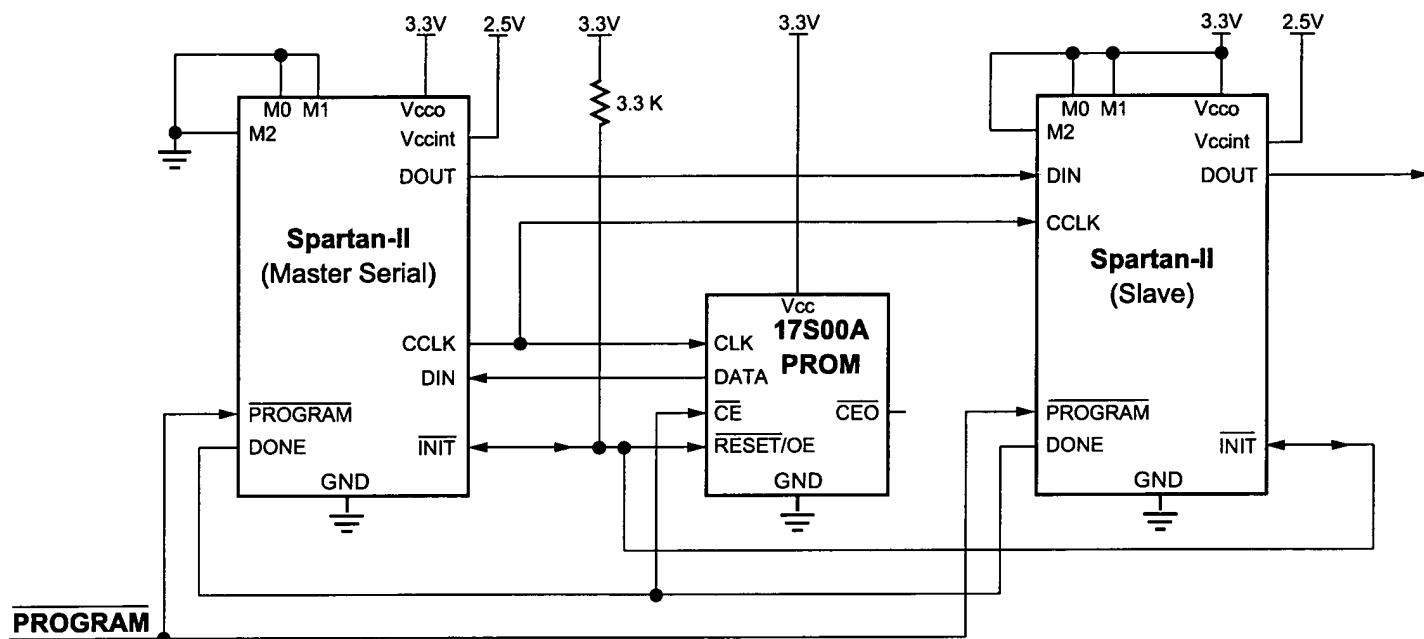 3.3V
2.5V
3.3V
3.3V
3.3V
2.5V
M0 M1
Vcco
M2
Vccint
DOUT
Spartan-II
(Master Serial)
CCLK
DIN
PROGRAM
DONE
INIT
GND
3.3 K
Vcc
17S00A
PROM
CLK
DATA
CE
CEO
RESET/OE
GND
M0 M1
Vcco
M2
Vccint
DIN
DOUT
CCLK
Spartan-II
(Slave)
PROGRAM
DONE
INIT
GND
PROGRAM